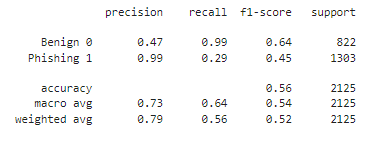 precision recall f1-score support
Benign 0 0.47 0.99 0.64 822
Phishing 1 0.99 0.29 0.45 1303
accuracy 0.56 2125
macro avg 0.73 0.64 0.54 2125
weighted avg 0.79 0.56 0.52 2125